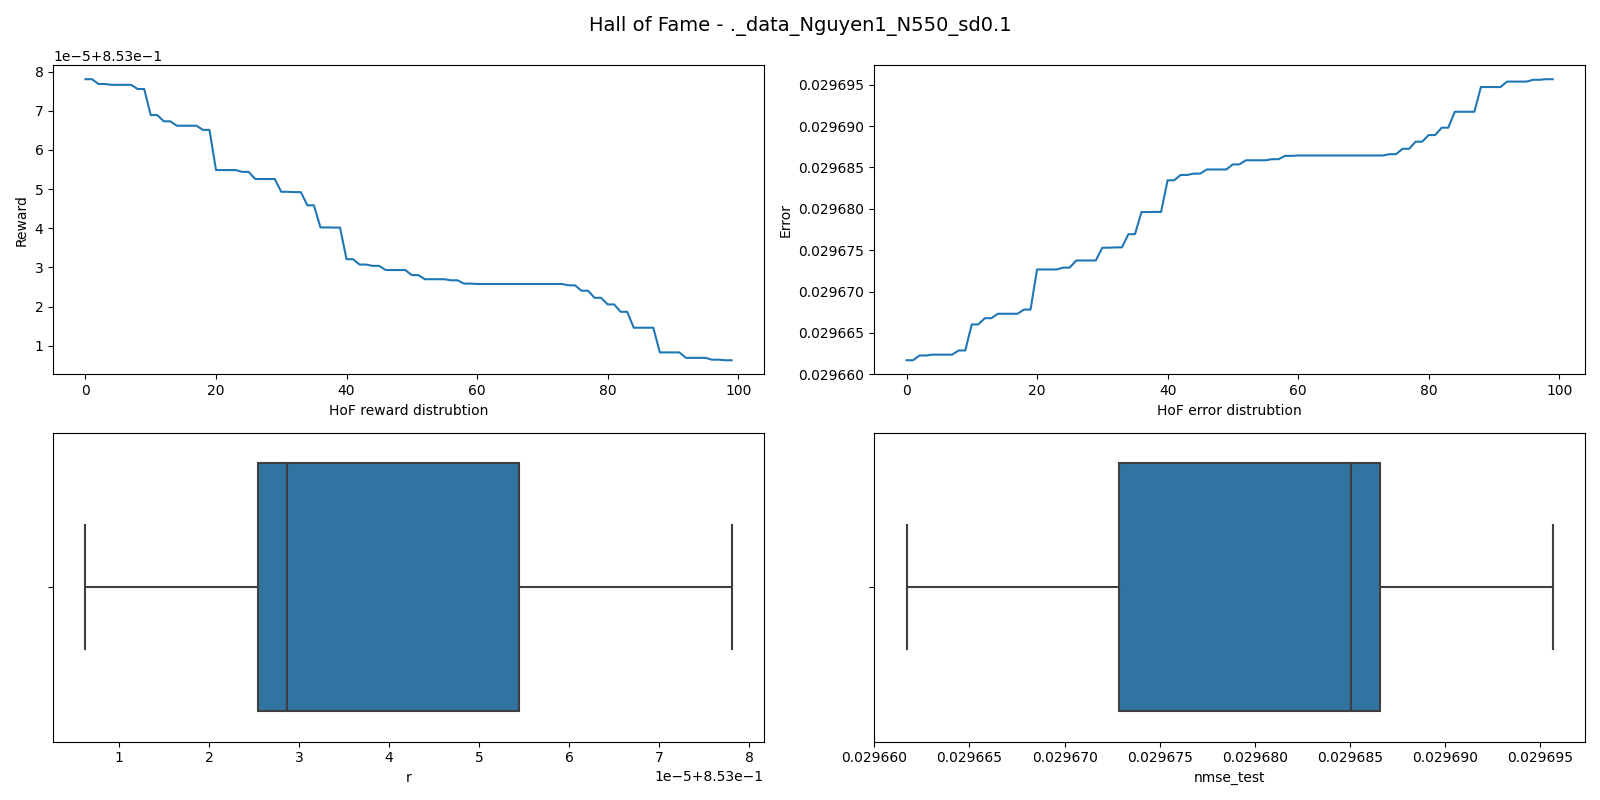 Hall of Fame - ._data_Nguyen1_N550_sd0.1
1e−5+8.53e−1
8
7
6
5
4
3
2
1
Reward
0 20 40 60 80 100
HoF reward distrubtion
0.029695
0.029690
0.029685
0.029680
0.029675
0.029670
0.029665
0.029660
Error
0 20 40 60 80 100
HoF error distrubtion
1 2 3 4 5 6 7 8
1e−5+8.53e−1
r
0.029660 0.029665 0.029670 0.029675 0.029680 0.029685 0.029690 0.029695
nmse_test